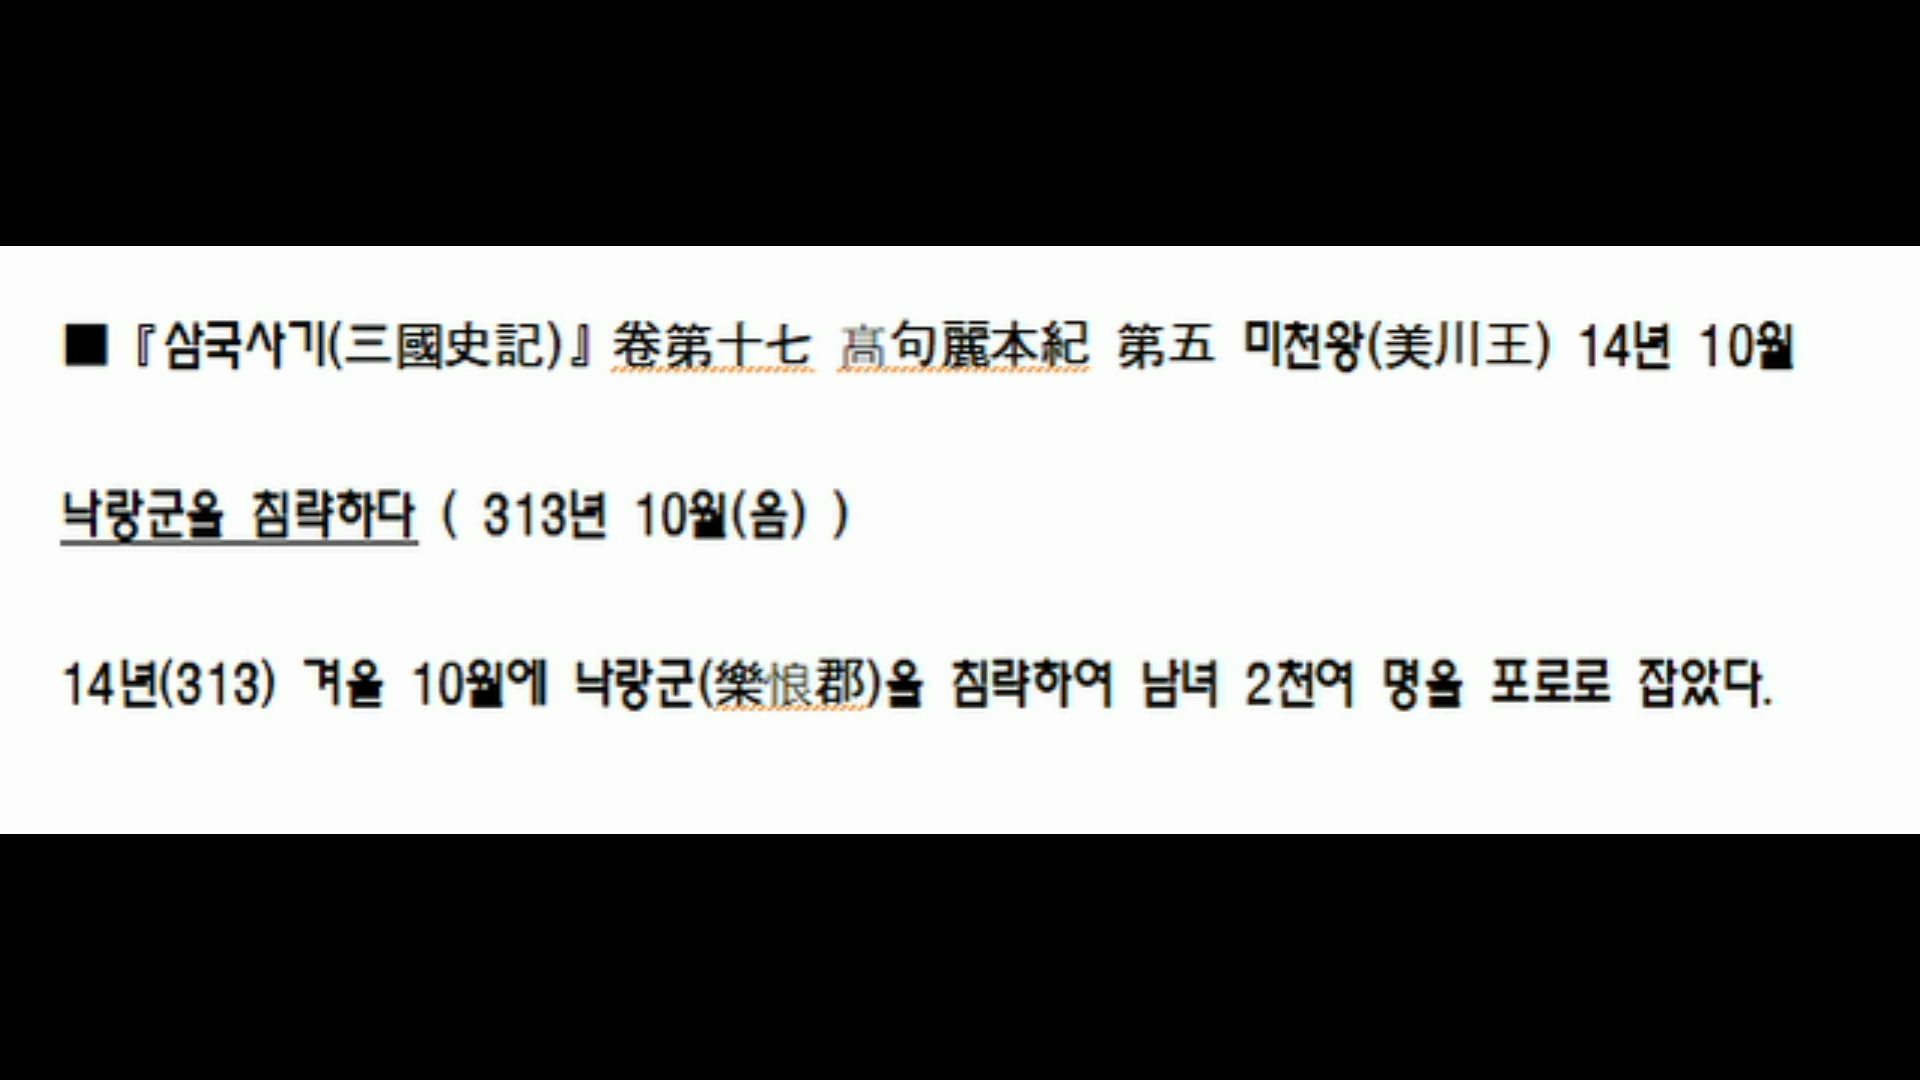 ■『삼국사기(三國史記)』卷第十七 髙句麗本紀 第五 미천왕(美川王) 14년 10월
낙랑군을 침략하다 ( 313년 10월(음) )
14년(313) 겨울 10월에 낙랑군(樂悢郡)을 침략하여 남녀 2천여 명을 포로로 잡았다.